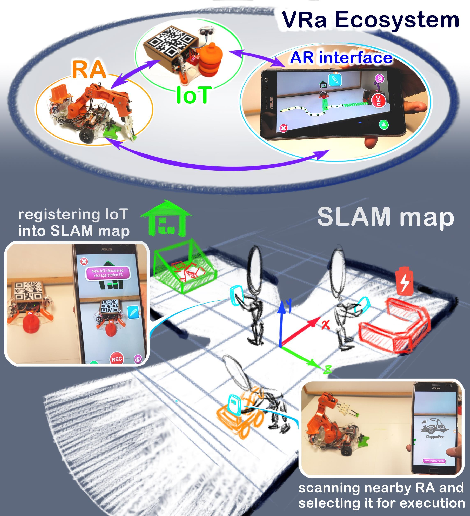 VRa Ecosystem
RA
IoT
AR interface
registering IoT
into SLAM map
SLAM map
y
x
z
REC
scanning nearby RA and
selecting it for execution